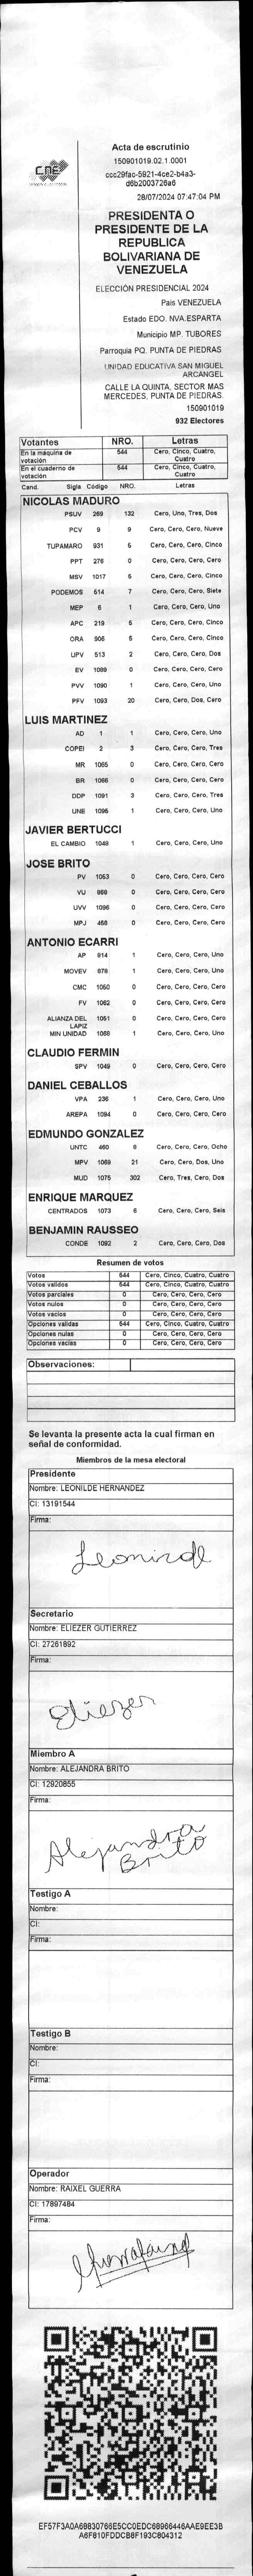 CNE
Acta de escrutinio
150901019.02.1.0001
ccc29fac-5921-4ce2-b4a3-
d6b2003726a6
28/07/2024 07:47:04 PM
PRESIDENTA O
PRESIDENTE DE LA
REPUBLICA
BOLIVARIANA DE
VENEZUELA
ELECCIÓN PRESIDENCIAL 2024
Pais VENEZUELA
Estado EDO. NVA.ESPARTA
Municipio MP. TUBORES
Parroquia PQ. PUNTA DE PIEDRAS
UNIDAD EDUCATIVA SAN MIGUEL
ARCANGEL
CALLE LA QUINTA, SECTOR MAS
MERCEDES, PUNTA DE PIEDRAS.
150901019
932 Electores
Votantes NRO. Letras
En la máquina de votación 544 Cero, Cinco, Cuatro, Cuatro
En el cuaderno de votación 544 Cero, Cinco, Cuatro, Cuatro
Cand. Sigla Código NRO. Letras
NICOLAS MADURO
PSUV 269 132 Cero, Uno, Tres, Dos
PCV 9 9 Cero, Cero, Cero, Nueve
TUPAMARO 931 5 Cero, Cero, Cero, Cinco
PPT 276 0 Cero, Cero, Cero, Cero
MSV 1017 5 Cero, Cero, Cero, Cinco
PODEMOS 514 7 Cero, Cero, Cero, Siete
MEP 6 1 Cero, Cero, Cero, Uno
APC 219 5 Cero, Cero, Cero, Cinco
ORA 906 5 Cero, Cero, Cero, Cinco
UPV 513 2 Cero, Cero, Cero, Dos
EV 1089 0 Cero, Cero, Cero, Cero
PVV 1090 1 Cero, Cero, Cero, Uno
PFV 1093 20 Cero, Cero, Dos, Cero
LUIS MARTINEZ
AD 1 1 Cero, Cero, Cero, Uno
COPEI 2 3 Cero, Cero, Cero, Tres
MR 1065 0 Cero, Cero, Cero, Cero
BR 1066 0 Cero, Cero, Cero, Cero
DDP 1091 3 Cero, Cero, Cero, Tres
UNE 1095 1 Cero, Cero, Cero, Uno
JAVIER BERTUCCI
EL CAMBIO 1048 1 Cero, Cero, Cero, Uno
JOSE BRITO
PV 1053 0 Cero, Cero, Cero, Cero
VU 868 0 Cero, Cero, Cero, Cero
UVV 1096 0 Cero, Cero, Cero, Cero
MPJ 458 0 Cero, Cero, Cero, Cero
ANTONIO ECARRI
AP 914 1 Cero, Cero, Cero, Uno
MOVEV 878 1 Cero, Cero, Cero, Uno
CMC 1050 0 Cero, Cero, Cero, Cero
FV 1062 0 Cero, Cero, Cero, Cero
ALIANZA DEL LAPIZ 1051 0 Cero, Cero, Cero, Cero
MIN UNIDAD 1068 1 Cero, Cero, Cero, Uno
CLAUDIO FERMIN
SPV 1049 0 Cero, Cero, Cero, Cero
DANIEL CEBALLOS
VPA 236 1 Cero, Cero, Cero, Uno
AREPA 1094 0 Cero, Cero, Cero, Cero
EDMUNDO GONZALEZ
UNTC 460 8 Cero, Cero, Cero, Ocho
MPV 1069 21 Cero, Cero, Dos, Uno
MUD 1075 302 Cero, Tres, Cero, Dos
ENRIQUE MARQUEZ
CENTRADOS 1073 6 Cero, Cero, Cero, Seis
BENJAMIN RAUSSEO
CONDE 1092 2 Cero, Cero, Cero, Dos
Resumen de votos
Votos 544 Cero, Cinco, Cuatro, Cuatro
Votos validos 544 Cero, Cinco, Cuatro, Cuatro
Votos parciales 0 Cero, Cero, Cero, Cero
Votos nulos 0 Cero, Cero, Cero, Cero
Votos vacios 0 Cero, Cero, Cero, Cero
Opciones validas 544 Cero, Cinco, Cuatro, Cuatro
Opciones nulas 0 Cero, Cero, Cero, Cero
Opciones vacias 0 Cero, Cero, Cero, Cero
Observaciones:
Se levanta la presente acta la cual firman en
señal de conformidad.
Miembros de la mesa electoral
Presidente
Nombre: LEONILDE HERNANDEZ
CI: 13191544
Firma:
Leonirde
Secretario
Nombre: ELIEZER GUTIERREZ
CI: 27261892
Firma:
Eliezer
Miembro A
Nombre: ALEJANDRA BRITO
CI: 12920855
Firma:
Alejandra
Brito
Testigo A
Nombre:
CI:
Firma:
Testigo B
Nombre:
CI:
Firma:
Operador
Nombre: RAIXEL GUERRA
CI: 17897484
Firma:
EF57F3A0A68830766E5CC0EDC68966446AAE9EE3B
A6F810FDDCB8F193C804312